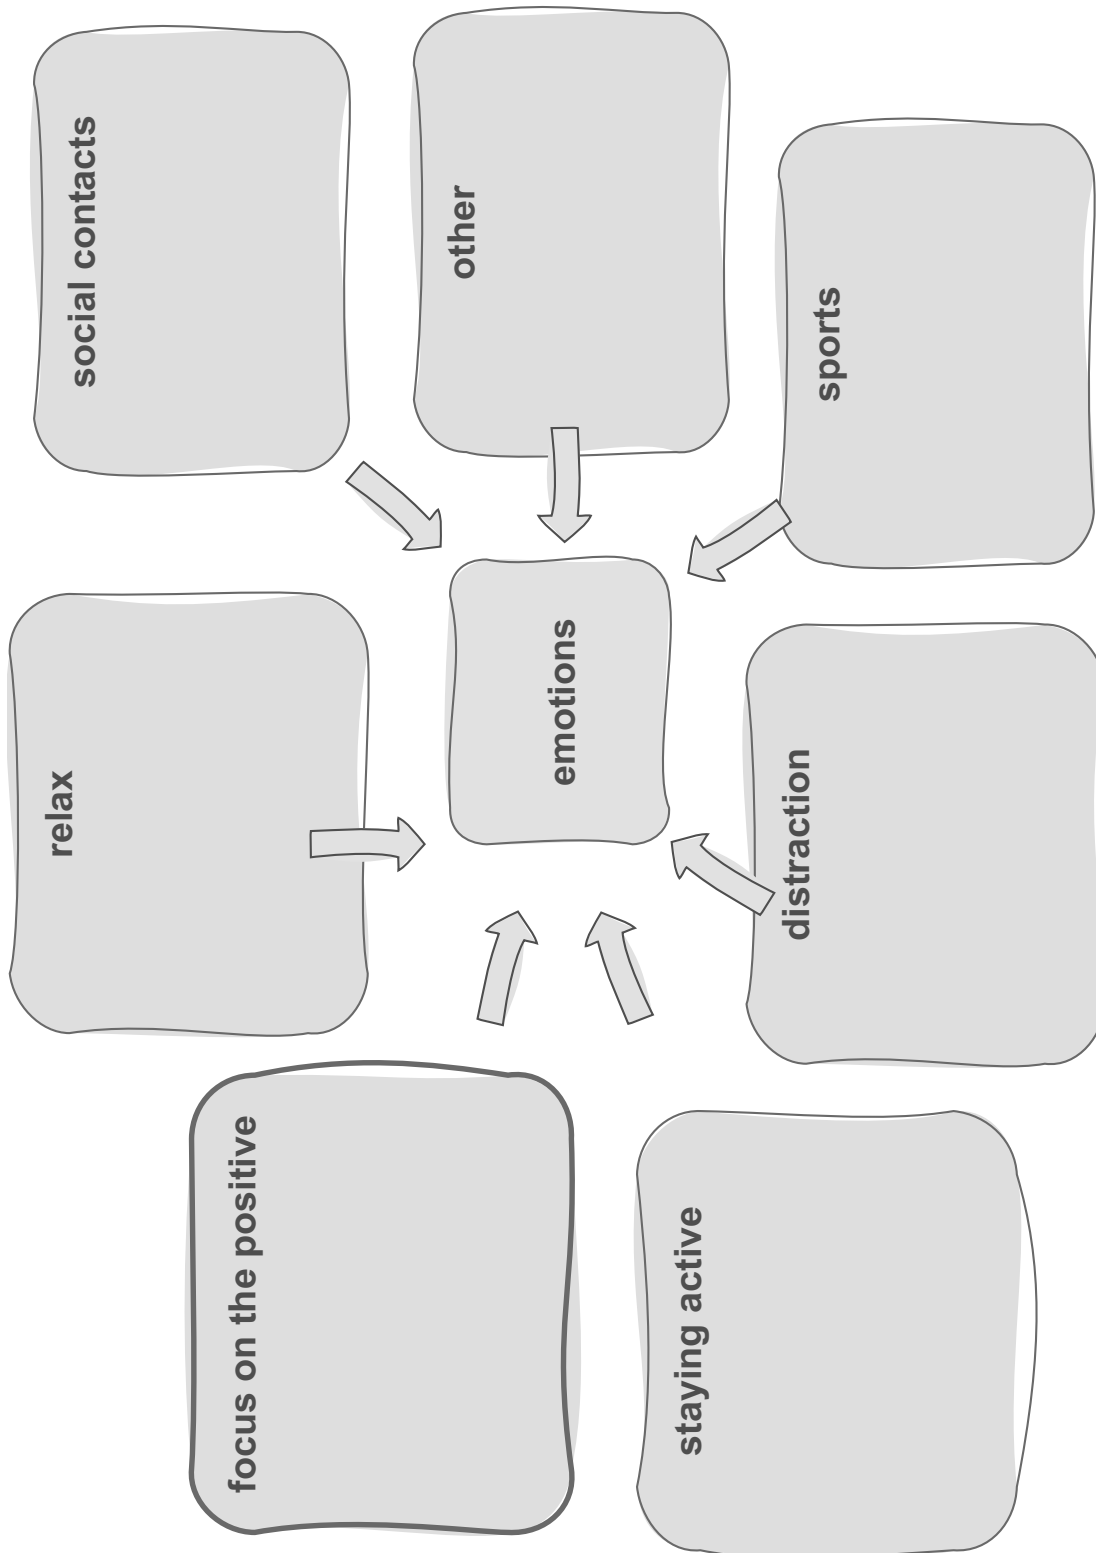 social contacts
other
sports
relax
emotions
distraction
focus on the positive
staying active